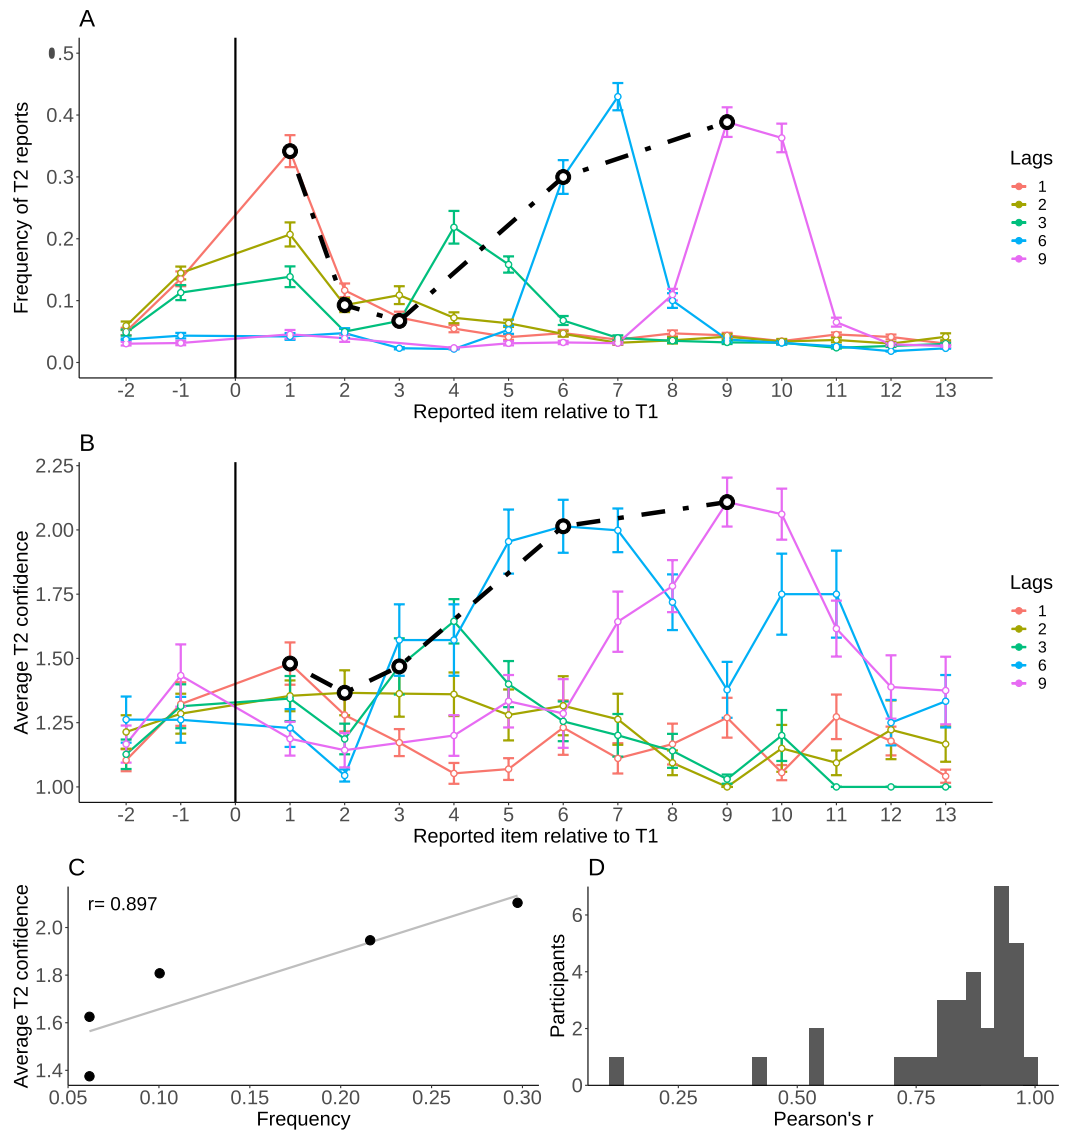 A
Frequency of T2 reports
.5
0.4
0.3
0.2
0.1
0.0
-2 -1 0 1 2 3 4 5 6 7 8 9 10 11 12 13
Reported item relative to T1
Lags
1
2
3
6
9
B
Average T2 confidence
2.25
2.00
1.75
1.50
1.25
1.00
-2 -1 0 1 2 3 4 5 6 7 8 9 10 11 12 13
Reported item relative to T1
Lags
1
2
3
6
9
C
Average T2 confidence
r= 0.897
2.0
1.8
1.6
1.4
0.05 0.10 0.15 0.20 0.25 0.30
Frequency
D
Participants
6
4
2
0
0.25 0.50 0.75 1.00
Pearson's r